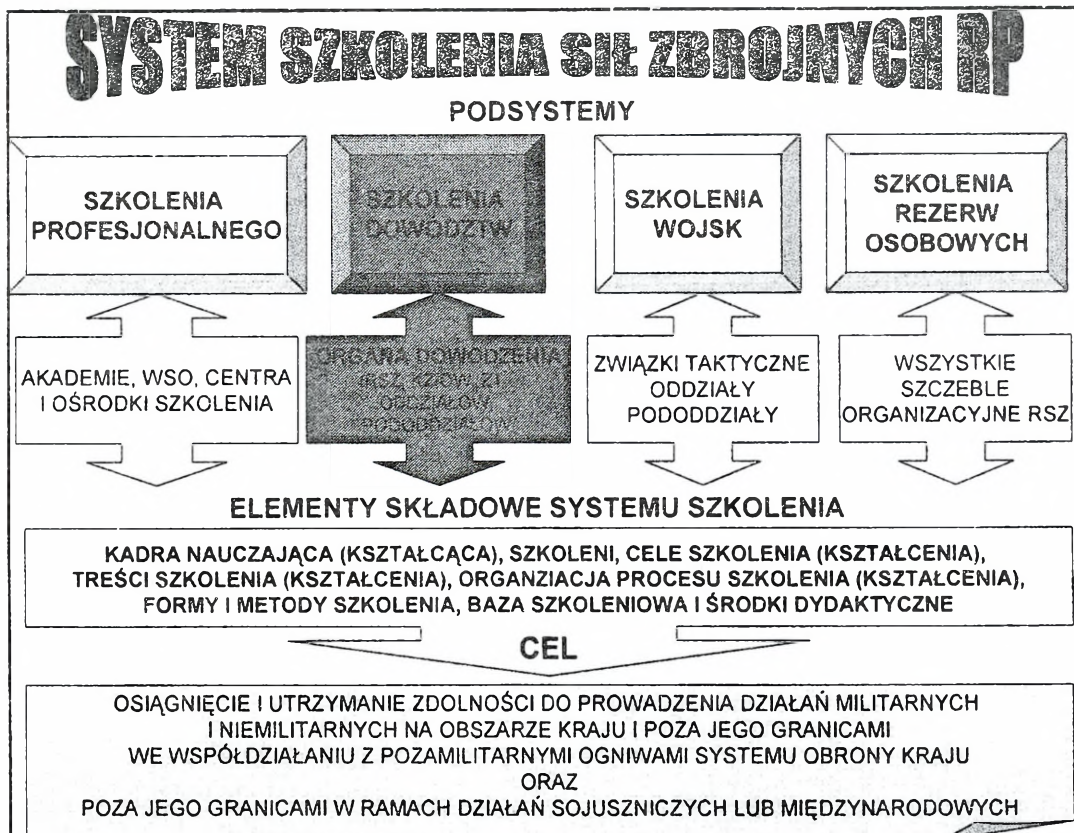 SYSTEM SZKOLENIA SIŁ ZBROJNYCH RP
PODSYSTEMY
SZKOLENIA
PROFESJONALNEGO
SZKOLENIA
DOWÓDZTW
SZKOLENIA
WOJSK
SZKOLENIA
REZERW
OSOBOWYCH
AKADEMIE, WSO, CENTRA
I OŚRODKI SZKOLENIA
ORGANA DOWODZENIA
ODDZIAŁÓW
PODODDZIAŁÓW
ZWIĄZKI TAKTYCZNE
ODDZIAŁY
PODODDZIAŁY
WSZYSTKIE
SZCZEBLE
ORGANIZACYJNE RSZ
ELEMENTY SKŁADOWE SYSTEMU SZKOLENIA
KADRA NAUCZAJĄCA (KSZTAŁCĄCA), SZKOLENI, CELE SZKOLENIA (KSZTAŁCENIA),
TREŚCI SZKOLENIA (KSZTAŁCENIA), ORGANZIACJA PROCESU SZKOLENIA (KSZTAŁCENIA),
FORMY I METODY SZKOLENIA, BAZA SZKOLENIOWA I ŚRODKI DYDAKTYCZNE
CEL
OSIĄGNIĘCIE I UTRZYMANIE ZDOLNOŚCI DO PROWADZENIA DZIAŁAŃ MILITARNYCH
I NIEMILITARNYCH NA OBSZARZE KRAJU I POZA JEGO GRANICAMI
WE WSPÓŁDZIAŁANIU Z POZAMILITARNYMI OGNIWAMI SYSTEMU OBRONY KRAJU
ORAZ
POZA JEGO GRANICAMI W RAMACH DZIAŁAŃ SOJUSZNICZYCH LUB MIĘDZYNARODOWYCH